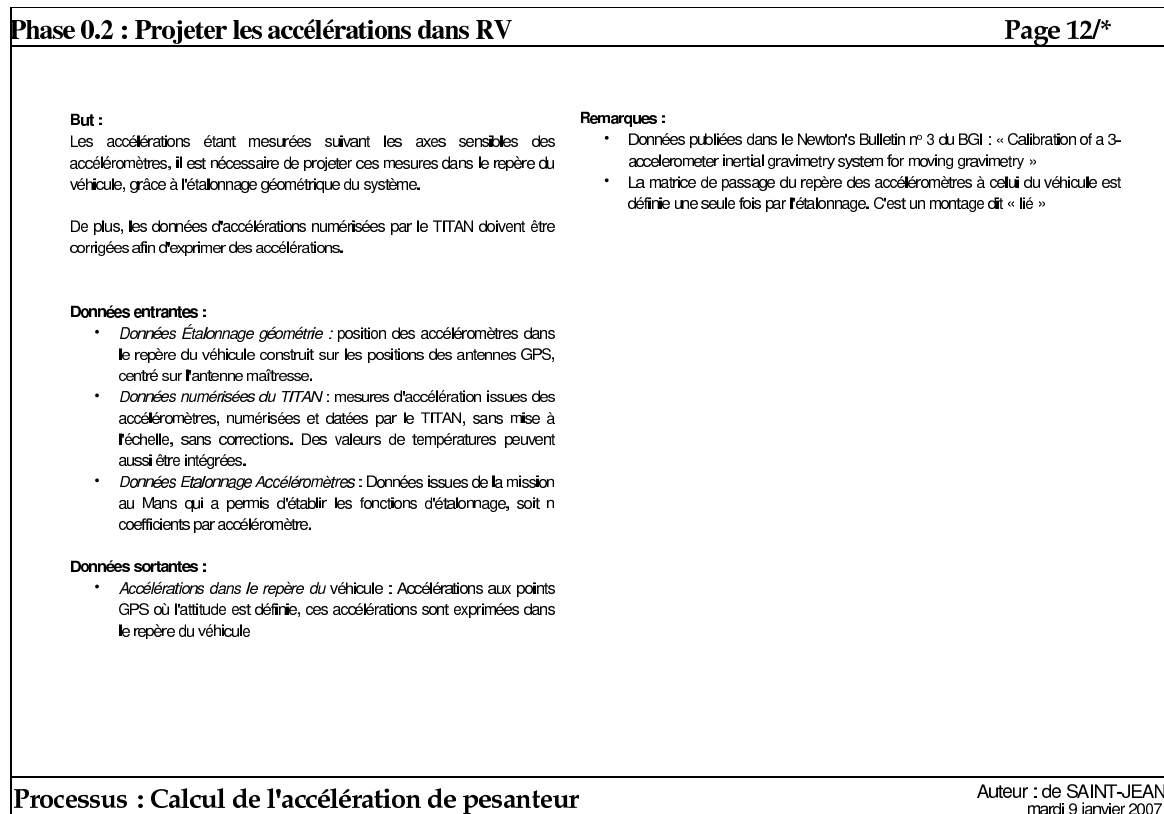 Phase 0.2 : Projeter les accélérations dans RV
Page 12/*
But :
Les accélérations étant mesurées suivant les axes sensibles des
accéléromètres, il est nécessaire de projeter ces mesures dans le repère du
véhicule, grâce à l'étalonnage géométrique du système.
De plus, les données d'accélérations numérisées par le TITAN doivent être
corrigées afin d'exprimer des accélérations.
Données entrantes :
• Données Étalonnage géométrie : position des accéléromètres dans
le repère du véhicule construit sur les positions des antennes GPS,
centré sur l'antenne maîtresse.
• Données numérisées du TITAN : mesures d'accélération issues des
accéléromètres, numérisées et datées par le TITAN, sans mise à
l'échelle, sans corrections. Des valeurs de températures peuvent
aussi être intégrées.
• Données Etalonnage Accéléromètres : Données issues de la mission
au Mans qui a permis d'établir les fonctions d'étalonnage, soit n
coefficients par accéléromètre.
Données sortantes :
• Accélérations dans le repère du véhicule : Accélérations aux points
GPS où l'attitude est définie, ces accélérations sont exprimées dans
le repère du véhicule
Remarques :
• Données publiées dans le Newton's Bulletin nº 3 du BGI : « Calibration of a 3-
accelerometer inertial gravimetry system for moving gravimetry »
• La matrice de passage du repère des accéléromètres à celui du véhicule est
définie une seule fois par l'étalonnage. C'est un montage dit « lié »
Processus : Calcul de l'accélération de pesanteur
Auteur : de SAINT-JEAN
mardi 9 janvier 2007